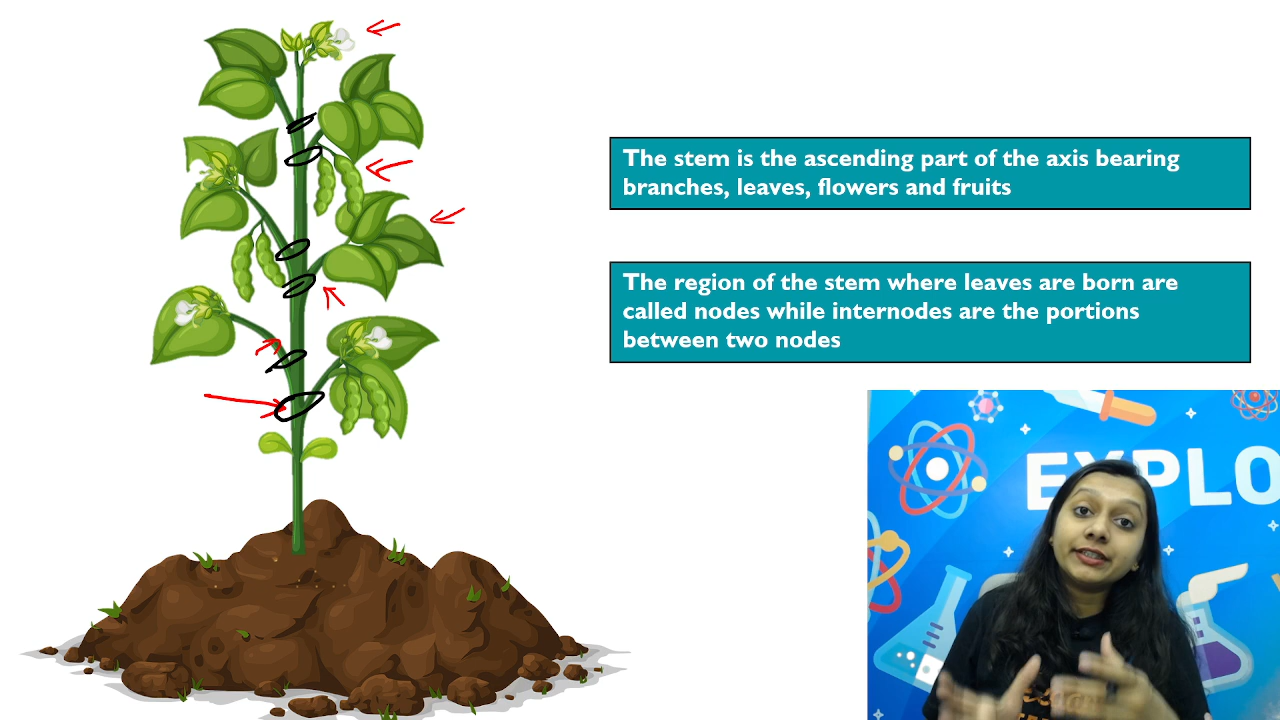 The stem is the ascending part of the axis bearing
branches, leaves, flowers and fruits
The region of the stem where leaves are born are
called nodes while internodes are the portions
between two nodes
EXPLO